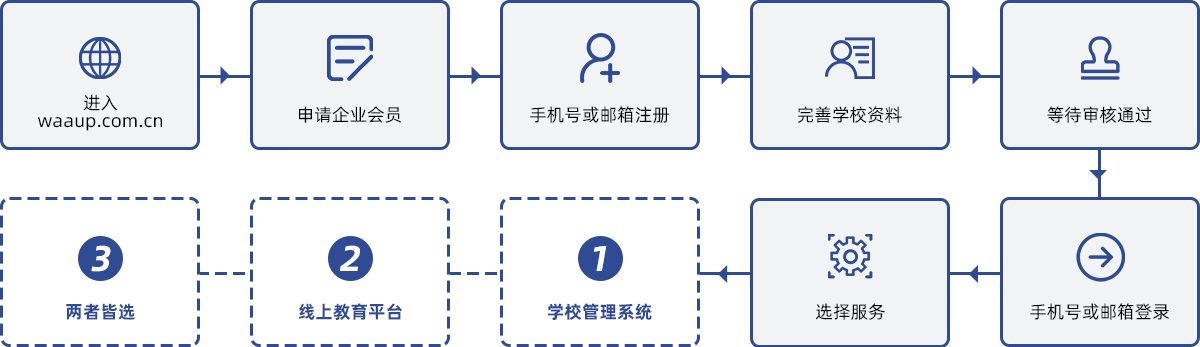 进入
waaup.com.cn
申请企业会员
手机号或邮箱注册
完善学校资料
等待审核通过
手机号或邮箱登录
选择服务
1
学校管理系统
2
线上教育平台
3
两者皆选